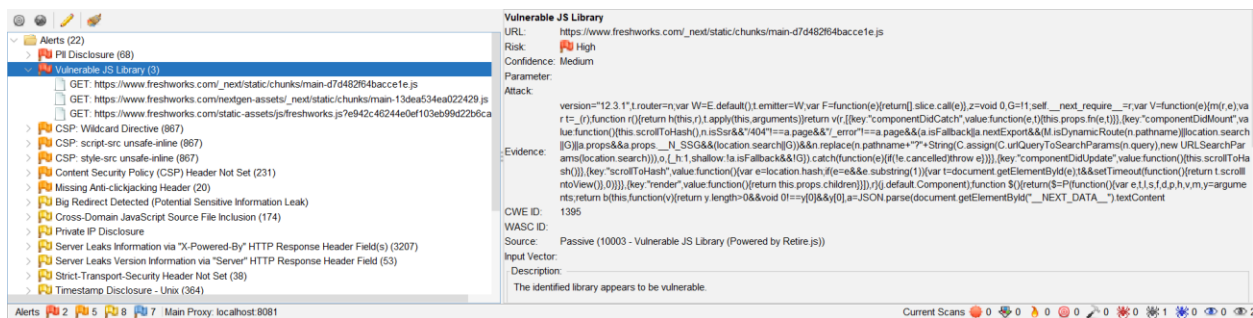 Alerts (22)
PII Disclosure (68)
Vulnerable JS Library (3)
GET: https://www.freshworks.com/_next/static/chunks/main-d7d482f64bacce1e.js
GET: https://www.freshworks.com/nextgen-assets/_next/static/chunks/main-13dea534ea022429.js
GET: https://www.freshworks.com/static-assets/js/freshworks.js?e942c46244e0ef103eb99d22b6ca
CSP: Wildcard Directive (867)
CSP: script-src unsafe-inline (867)
CSP: style-src unsafe-inline (867)
Content Security Policy (CSP) Header Not Set (231)
Missing Anti-clickjacking Header (20)
Big Redirect Detected (Potential Sensitive Information Leak)
Cross-Domain JavaScript Source File Inclusion (174)
Private IP Disclosure
Server Leaks Information via "X-Powered-By" HTTP Response Header Field(s) (3207)
Server Leaks Version Information via "Server" HTTP Response Header Field (53)
Strict-Transport-Security Header Not Set (38)
Timestamp Disclosure - Unix (364)
Vulnerable JS Library
URL: https://www.freshworks.com/_next/static/chunks/main-d7d482f64bacce1e.js
Risk: High
Confidence: Medium
Parameter:
Attack:
Evidence:
version="12.3.1",t.router=n;var W=E.default();t.emitter=W;var F=function(e){return[].slice.call(e)},z=void 0,G=!1;self.__next_require__=r;var V=function(e){m(r,e);va
r t=_(r);function r(){return h(this,r),t.apply(this,arguments)}return v(r,[{key:"componentDidCatch",value:function(e,t){this.props.fn(e,t)}},{key:"componentDidMount",va
lue:function(){this.scrollToHash(),n.isSsr&&"/404"!==a.page&&"/_error"!==a.page&&(a.isFallback||a.nextExport&&(M.isDynamicRoute(n.pathname)||location.search
||G)||a.props&&a.props.__N_SSG&&(location.search||G))&&n.replace(n.pathname+"?"+String(C.assign(C.urlQueryToSearchParams(n.query),new URLSearchPar
ams(location.search))),o,{_h:1,shallow:!a.isFallback&&!G}).catch(function(e){if(!e.cancelled)throw e})}},{key:"componentDidUpdate",value:function(){this.scrollToHa
sh()}},{key:"scrollToHash",value:function(){var e=location.hash;if(e=e&&e.substring(1)){var t=document.getElementById(e);t&&setTimeout(function(){return t.scrollI
ntoView()},0)}}},{key:"render",value:function(){return this.props.children}}]),r}(j.default.Component);function $(){return($=P(function(){var e,t,l,s,f,d,p,h,v,m,y=argume
nts;return b(this,function(v){return y.length>0&&void 0!==y[0]&&y[0],a=JSON.parse(document.getElementById("__NEXT_DATA__").textContent
CWE ID: 1395
WASC ID:
Source: Passive (10003 - Vulnerable JS Library (Powered by Retire.js))
Input Vector:
Description:
The identified library appears to be vulnerable.
Alerts 2 5 8 7 Main Proxy: localhost:8081
Current Scans 0 0 0 0 0 0 1 0 0